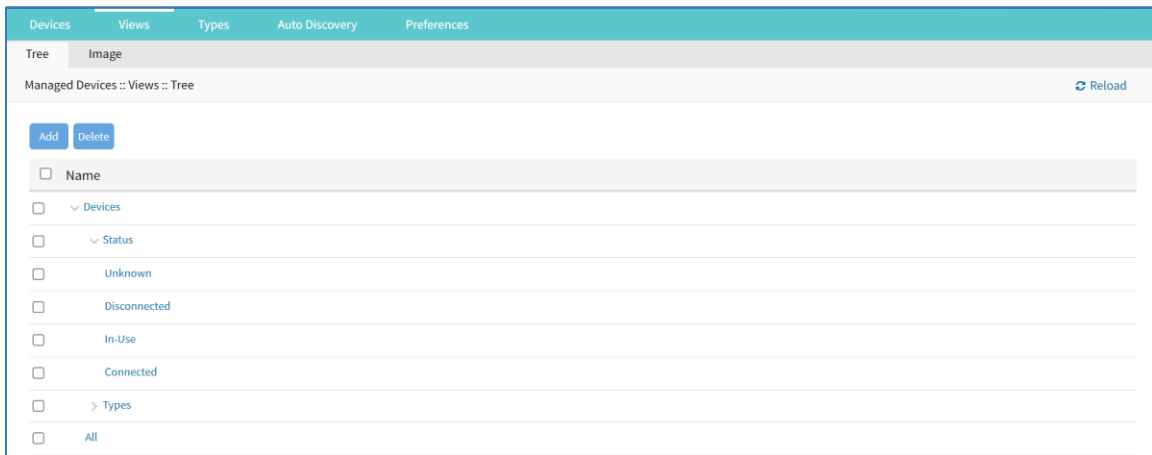 Devices Views Types Auto Discovery Preferences
Tree Image
Managed Devices :: Views :: Tree Reload
Add Delete
Name
Devices
Status
Unknown
Disconnected
In-Use
Connected
Types
All